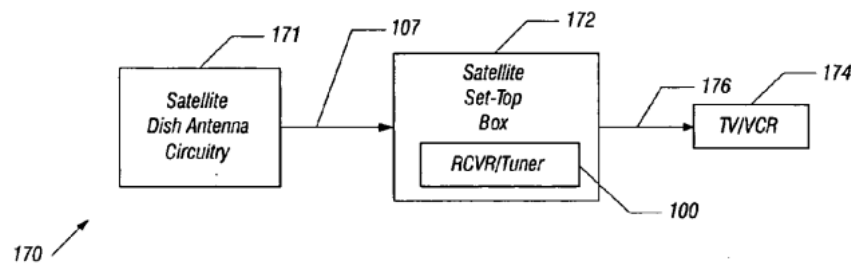 171
107
172
174
Satellite
Dish Antenna
Circuitry
Satellite
Set-Top
Box
RCVR/Tuner
176
TV/VCR
100
170